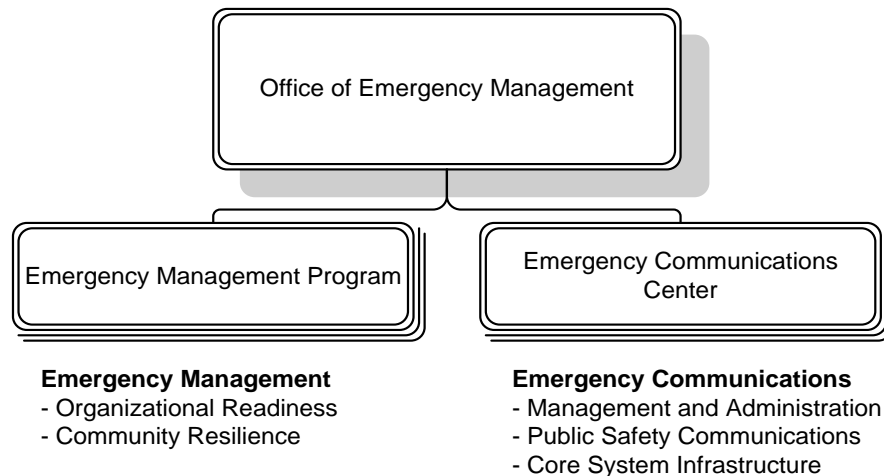 Office of Emergency Management
Emergency Management Program
Emergency Communications
Center
Emergency Management
- Organizational Readiness
- Community Resilience
Emergency Communications
- Management and Administration
- Public Safety Communications
- Core System Infrastructure